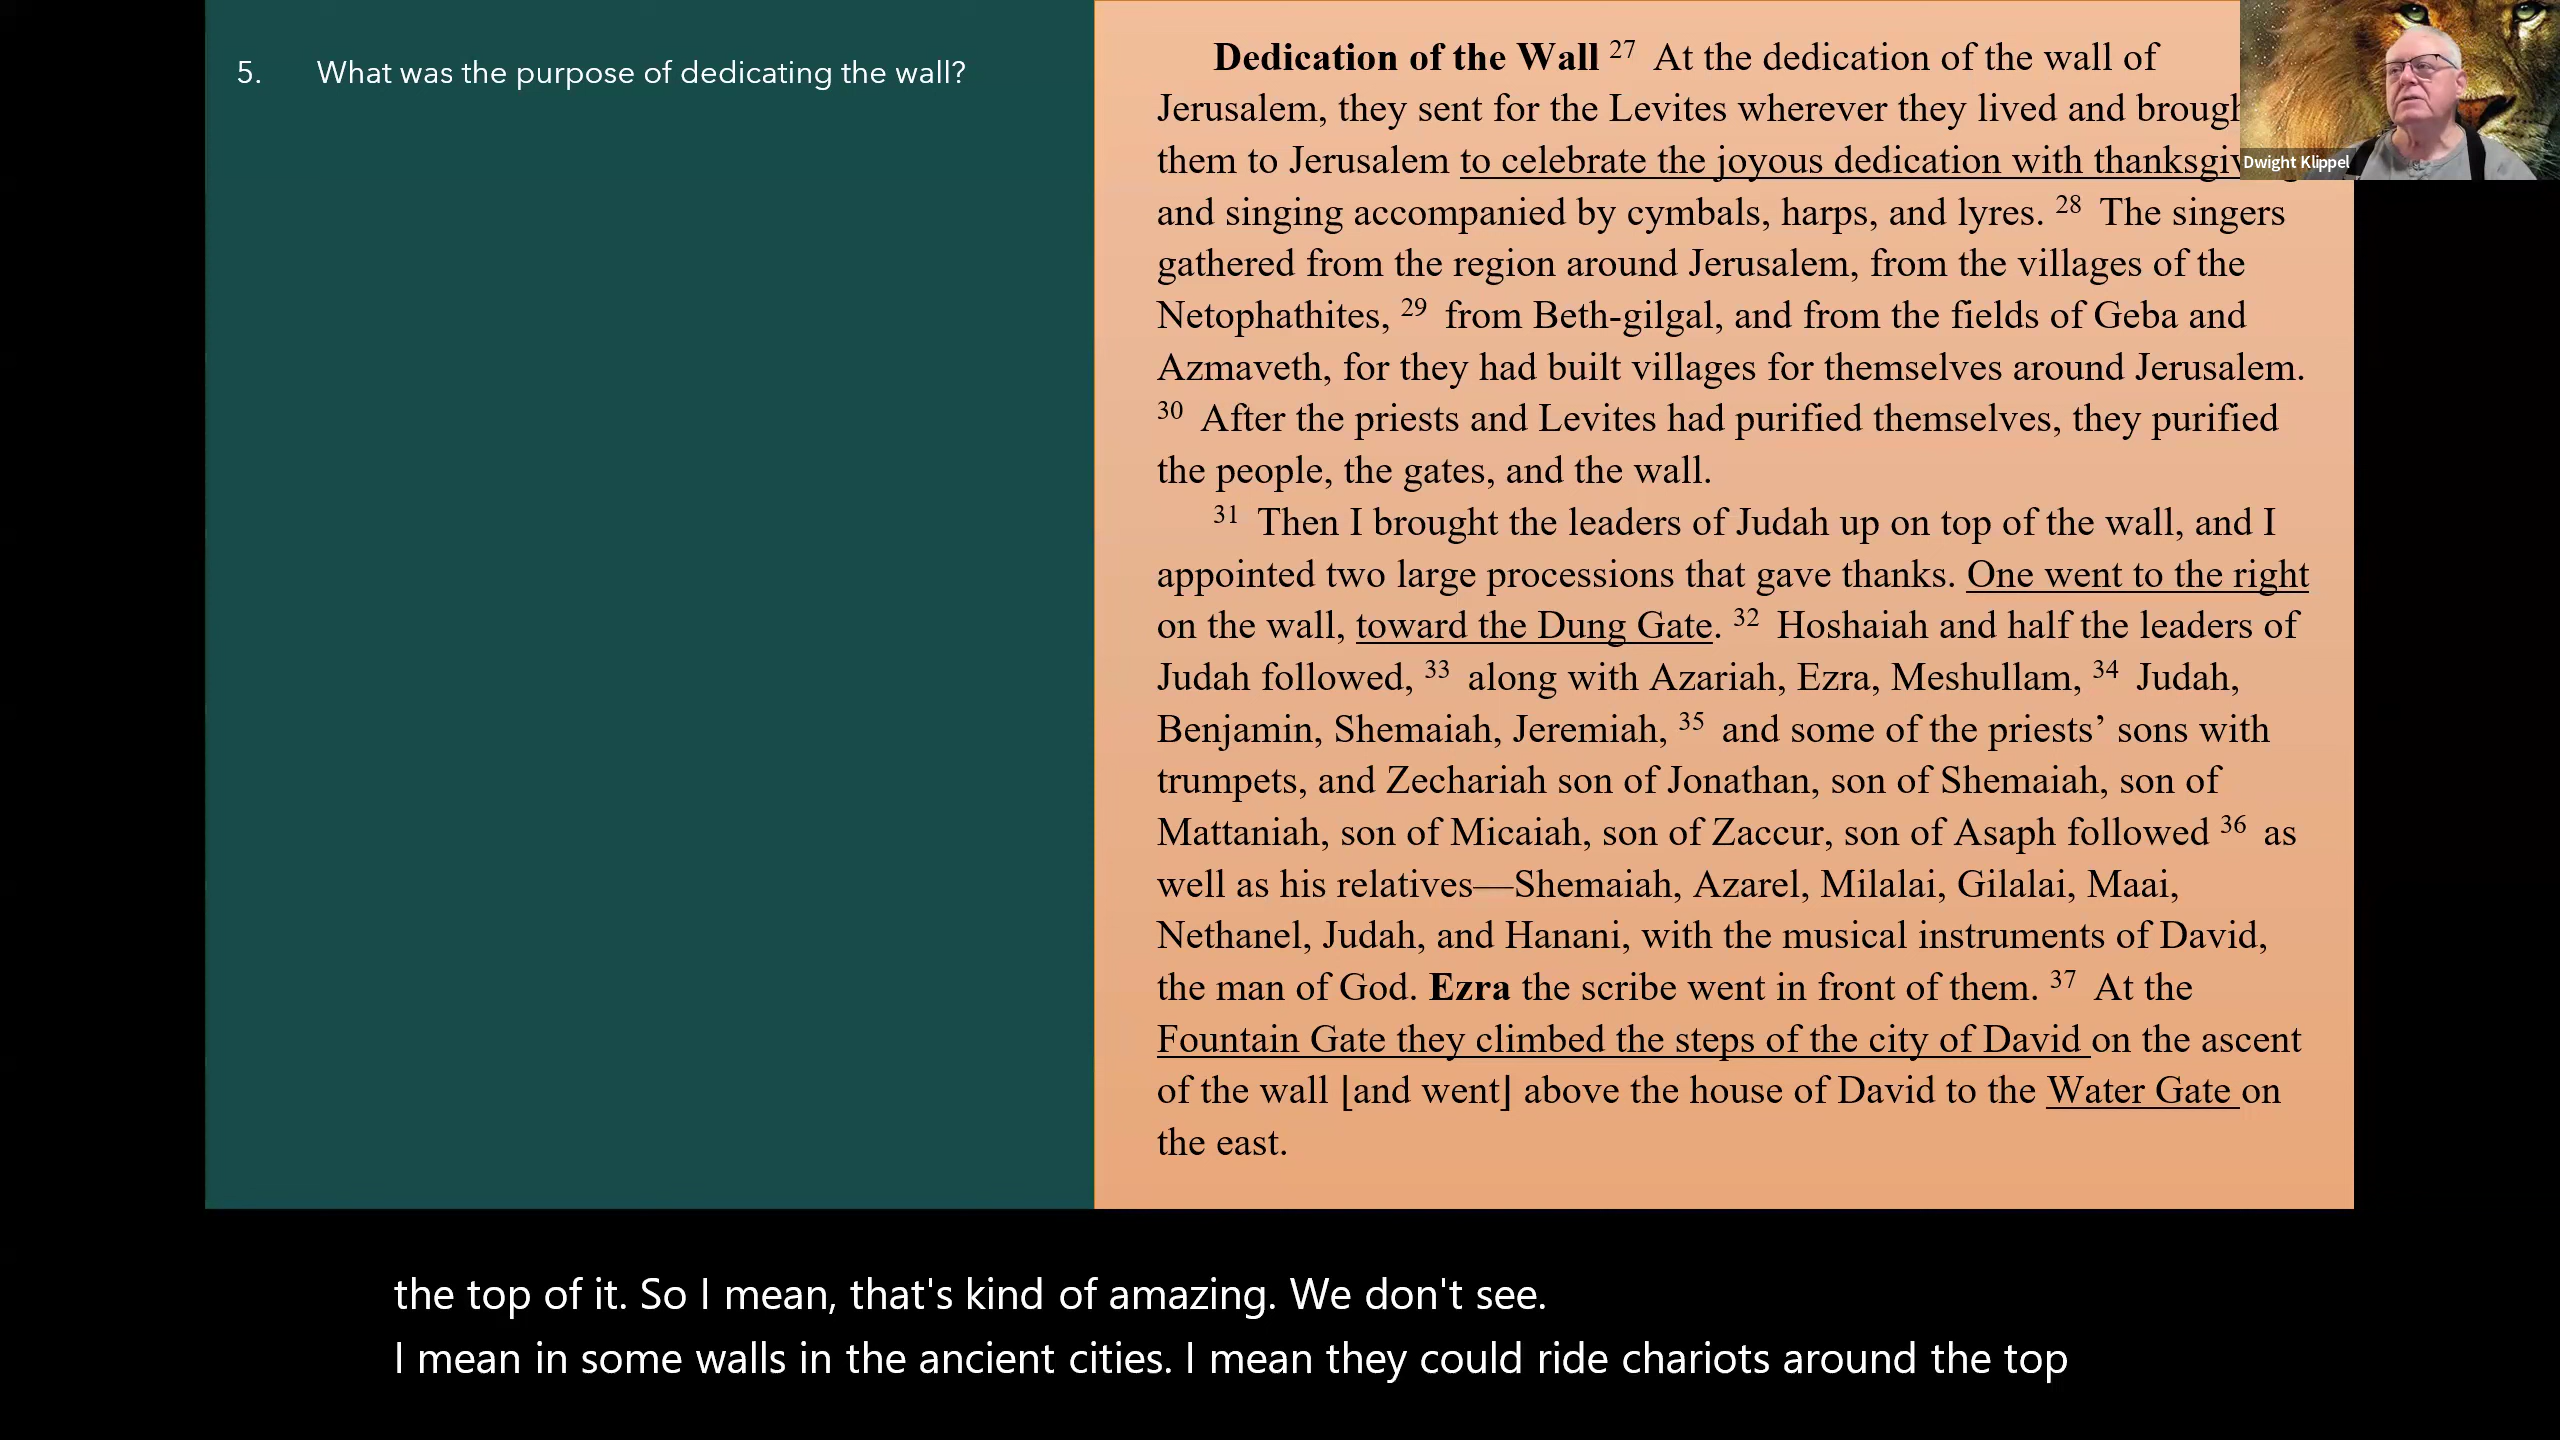 5. What was the purpose of dedicating the wall?
Dedication of the Wall 27 At the dedication of the wall of
Jerusalem, they sent for the Levites wherever they lived and
them to Jerusalem to celebrate the joyous dedication with
and singing accompanied by cymbals, harps, and lyres. 28 The singers
gathered from the region around Jerusalem, from the villages of the
Netophathites, 29 from Beth-gilgal, and from the fields of Geba and
Azmaveth, for they had built villages for themselves around Jerusalem.
30 After the priests and Levites had purified themselves, they purified
the people, the gates, and the wall.
31 Then I brought the leaders of Judah up on top of the wall, and I
appointed two large processions that gave thanks. One went to the right
on the wall, toward the Dung Gate. 32 Hoshaiah and half the leaders of
Judah followed, 33 along with Azariah, Ezra, Meshullam, 34 Judah,
Benjamin, Shemaiah, Jeremiah, 35 and some of the priests’ sons with
trumpets, and Zechariah son of Jonathan, son of Shemaiah, son of
Mattaniah, son of Micaiah, son of Zaccur, son of Asaph followed 36 as
well as his relatives—Shemaiah, Azarel, Milalai, Gilalai, Maai,
Nethanel, Judah, and Hanani, with the musical instruments of David,
the man of God. Ezra the scribe went in front of them. 37 At the
Fountain Gate they climbed the steps of the city of David on the ascent
of the wall ⌊and went⌋ above the house of David to the Water Gate on
the east.
Dwight Klippel
the top of it. So I mean, that's kind of amazing. We don't see.
I mean in some walls in the ancient cities. I mean they could ride chariots around the top